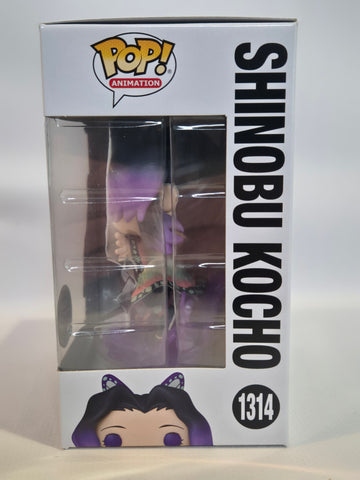 POP!
ANIMATION
SHINOBU KOCHO
1314